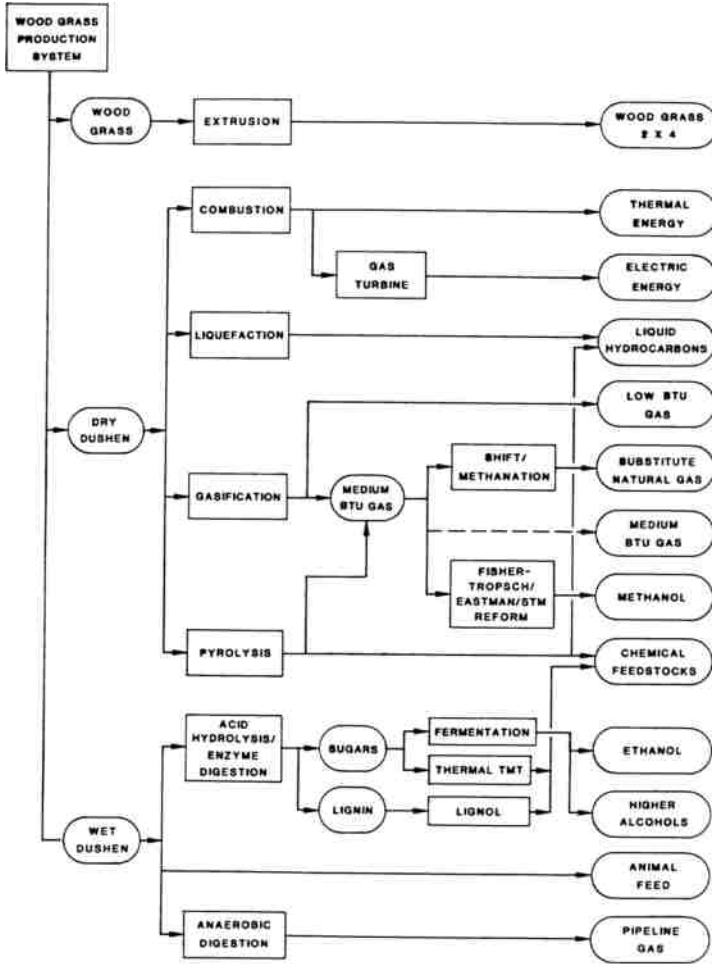 WOOD GRASS
PRODUCTION
SYSTEM
WOOD
GRASS
EXTRUSION
WOOD GRASS
2 X 4
COMBUSTION
THERMAL
ENERGY
GAS
TURBINE
ELECTRIC
ENERGY
LIQUEFACTION
LIQUID
HYDROCARBONS
LOW BTU
GAS
DRY
DUSHEN
GASIFICATION
MEDIUM
BTU GAS
SHIFT/
METHANATION
SUBSTITUTE
NATURAL GAS
MEDIUM
BTU GAS
FISHER-
TROPSCH/
EASTMAN/STM
REFORM
METHANOL
PYROLYSIS
CHEMICAL
FEEDSTOCKS
ACID
HYDROLYSIS/
ENZYME
DIGESTION
SUGARS
FERMENTATION
ETHANOL
THERMAL TMT
LIGNIN
LIGNOL
HIGHER
ALCOHOLS
WET
DUSHEN
ANIMAL
FEED
ANAEROBIC
DIGESTION
PIPELINE
GAS